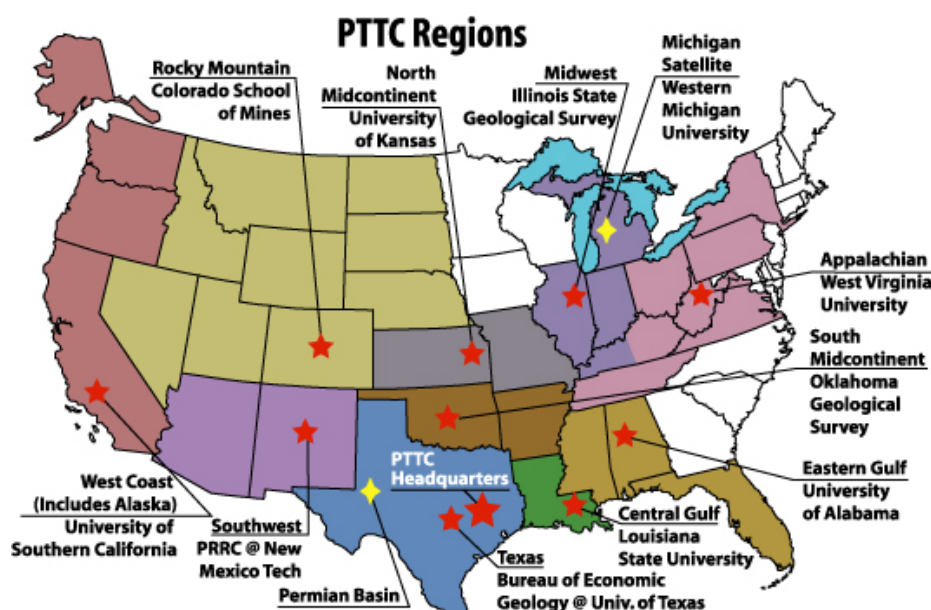 PTTC Regions
Rocky Mountain
Colorado School
of Mines
North
Midcontinent
University
of Kansas
Midwest
Illinois State
Geological Survey
Michigan
Satellite
Western
Michigan
University
Appalachian
West Virginia
University
South
Midcontinent
Oklahoma
Geological
Survey
Eastern Gulf
University
of Alabama
PTTC
Headquarters
West Coast
(Includes Alaska)
University of
Southern California
Southwest
PRRC @ New
Mexico Tech
Permian Basin
Texas
Bureau of Economic
Geology @ Univ. of Texas
Central Gulf
Louisiana
State University